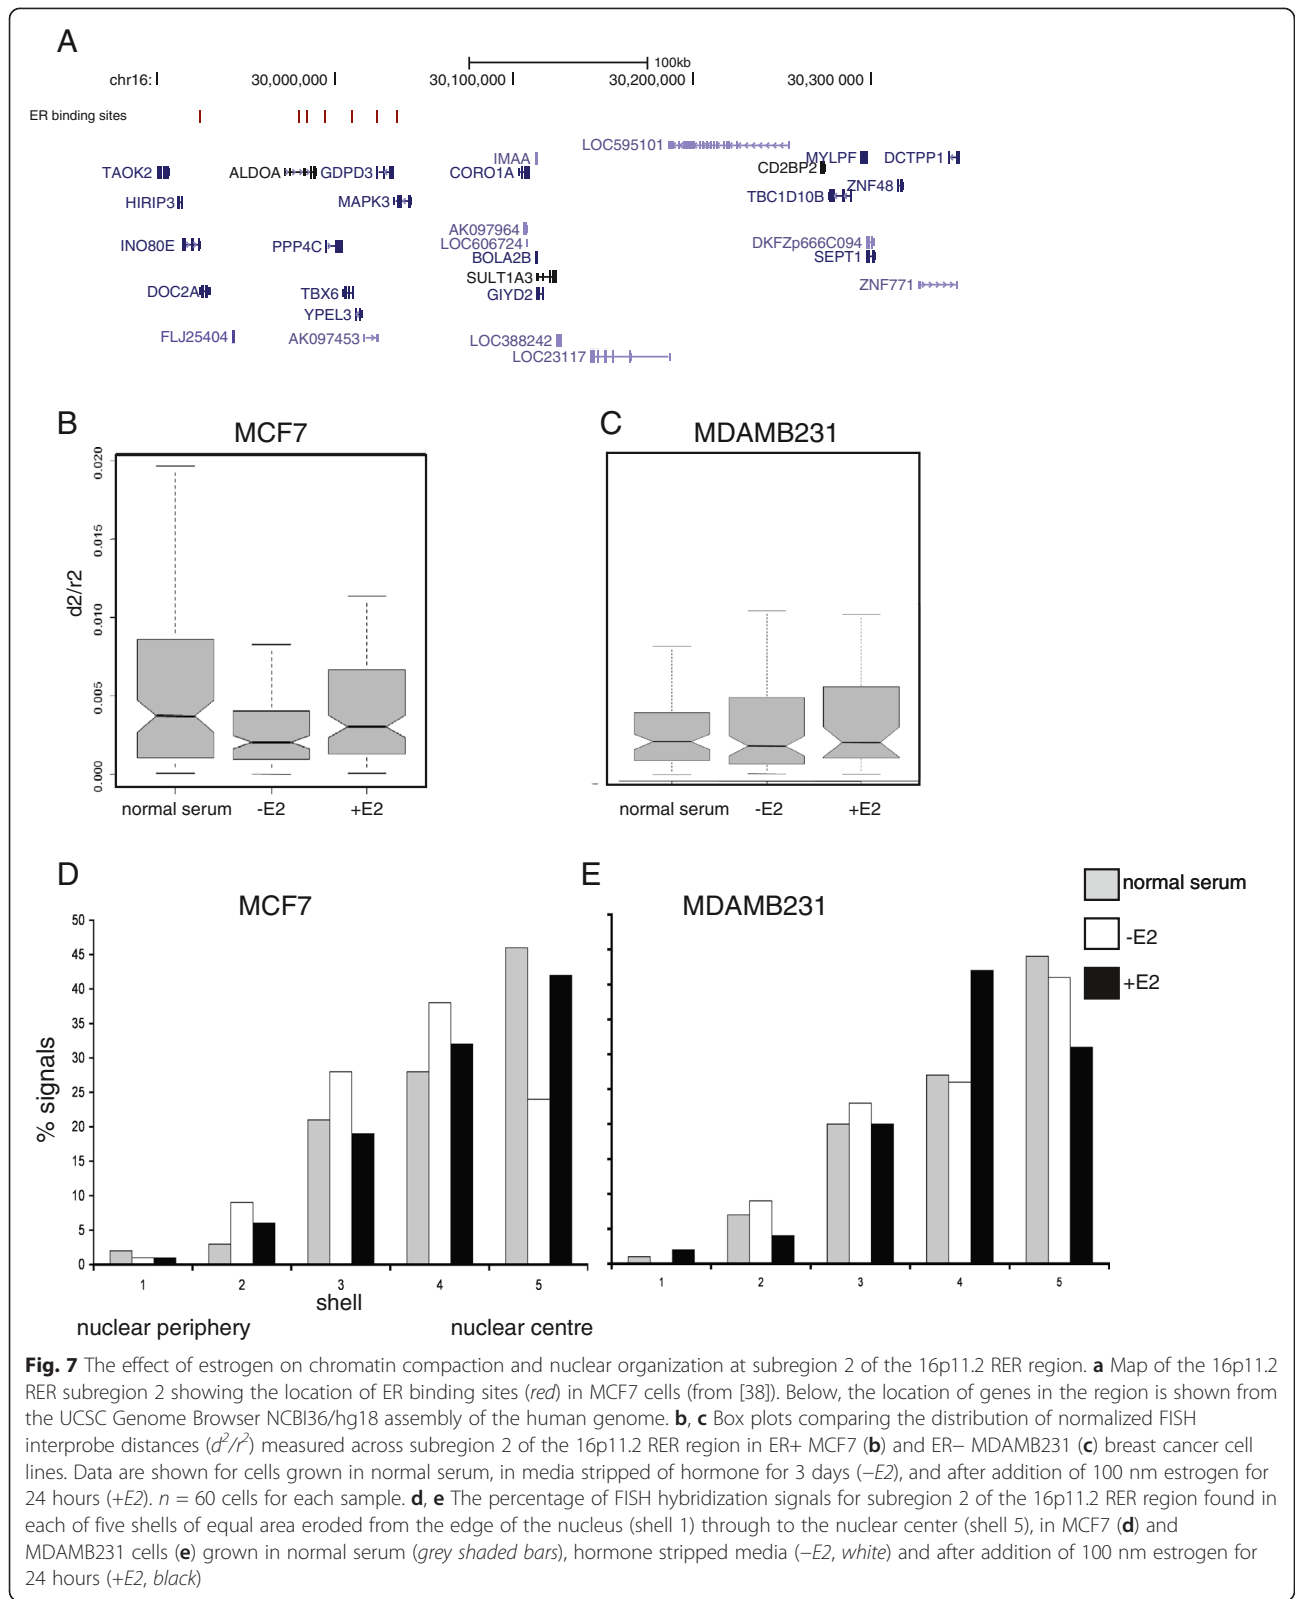 A
100kb
chr16: 30,000,000 30,100,000 30,200,000 30,300 000
ER binding sites
LOC595101
IMAA MYLPF DCTPP1
TAOK2 ALDOA GDPD3 CORO1A CD2BP2
ZNF48
HIRIP3 MAPK3 TBC1D10B
AK097964
INO80E PPP4C LOC606724 DKFZp666C094
BOLA2B SEPT1
SULT1A3 ZNF771
DOC2A TBX6 GIYD2
YPEL3
FLJ25404 AK097453 LOC388242
LOC23117
B MCF7
0.020
0.015
0.010
0.005
0.000
d2/r2
normal serum -E2 +E2
C MDAMB231
normal serum -E2 +E2
D MCF7
50
45
40
35
30
25
20
15
10
5
0
% signals
1 2 3 4 5
shell
nuclear periphery nuclear centre
E MDAMB231
1 2 3 4 5
normal serum
-E2
+E2
Fig. 7 The effect of estrogen on chromatin compaction and nuclear organization at subregion 2 of the 16p11.2 RER region. a Map of the 16p11.2
RER subregion 2 showing the location of ER binding sites (red) in MCF7 cells (from [38]). Below, the location of genes in the region is shown from
the UCSC Genome Browser NCBI36/hg18 assembly of the human genome. b, c Box plots comparing the distribution of normalized FISH
interprobe distances (d²/r²) measured across subregion 2 of the 16p11.2 RER region in ER+ MCF7 (b) and ER− MDAMB231 (c) breast cancer cell
lines. Data are shown for cells grown in normal serum, in media stripped of hormone for 3 days (−E2), and after addition of 100 nm estrogen for
24 hours (+E2). n = 60 cells for each sample. d, e The percentage of FISH hybridization signals for subregion 2 of the 16p11.2 RER region found in
each of five shells of equal area eroded from the edge of the nucleus (shell 1) through to the nuclear center (shell 5), in MCF7 (d) and
MDAMB231 cells (e) grown in normal serum (grey shaded bars), hormone stripped media (−E2, white) and after addition of 100 nm estrogen for
24 hours (+E2, black)